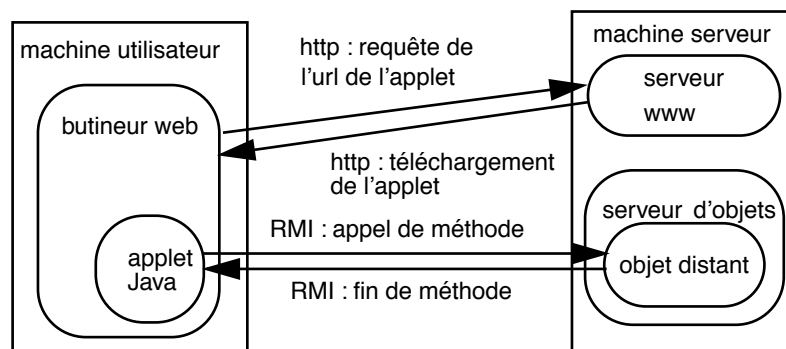 machine utilisateur
butineur web
applet
Java
http : requête de
l'url de l'applet
http : téléchargement
de l'applet
RMI : appel de méthode
RMI : fin de méthode
machine serveur
serveur
www
serveur d'objets
objet distant